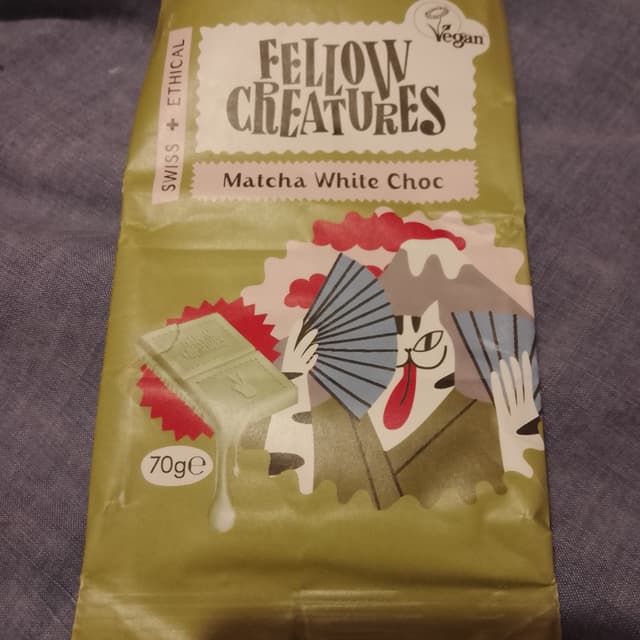 Vegan
FELLOW
CREATURES
SWISS + ETHICAL
Matcha White Choc
70g℮